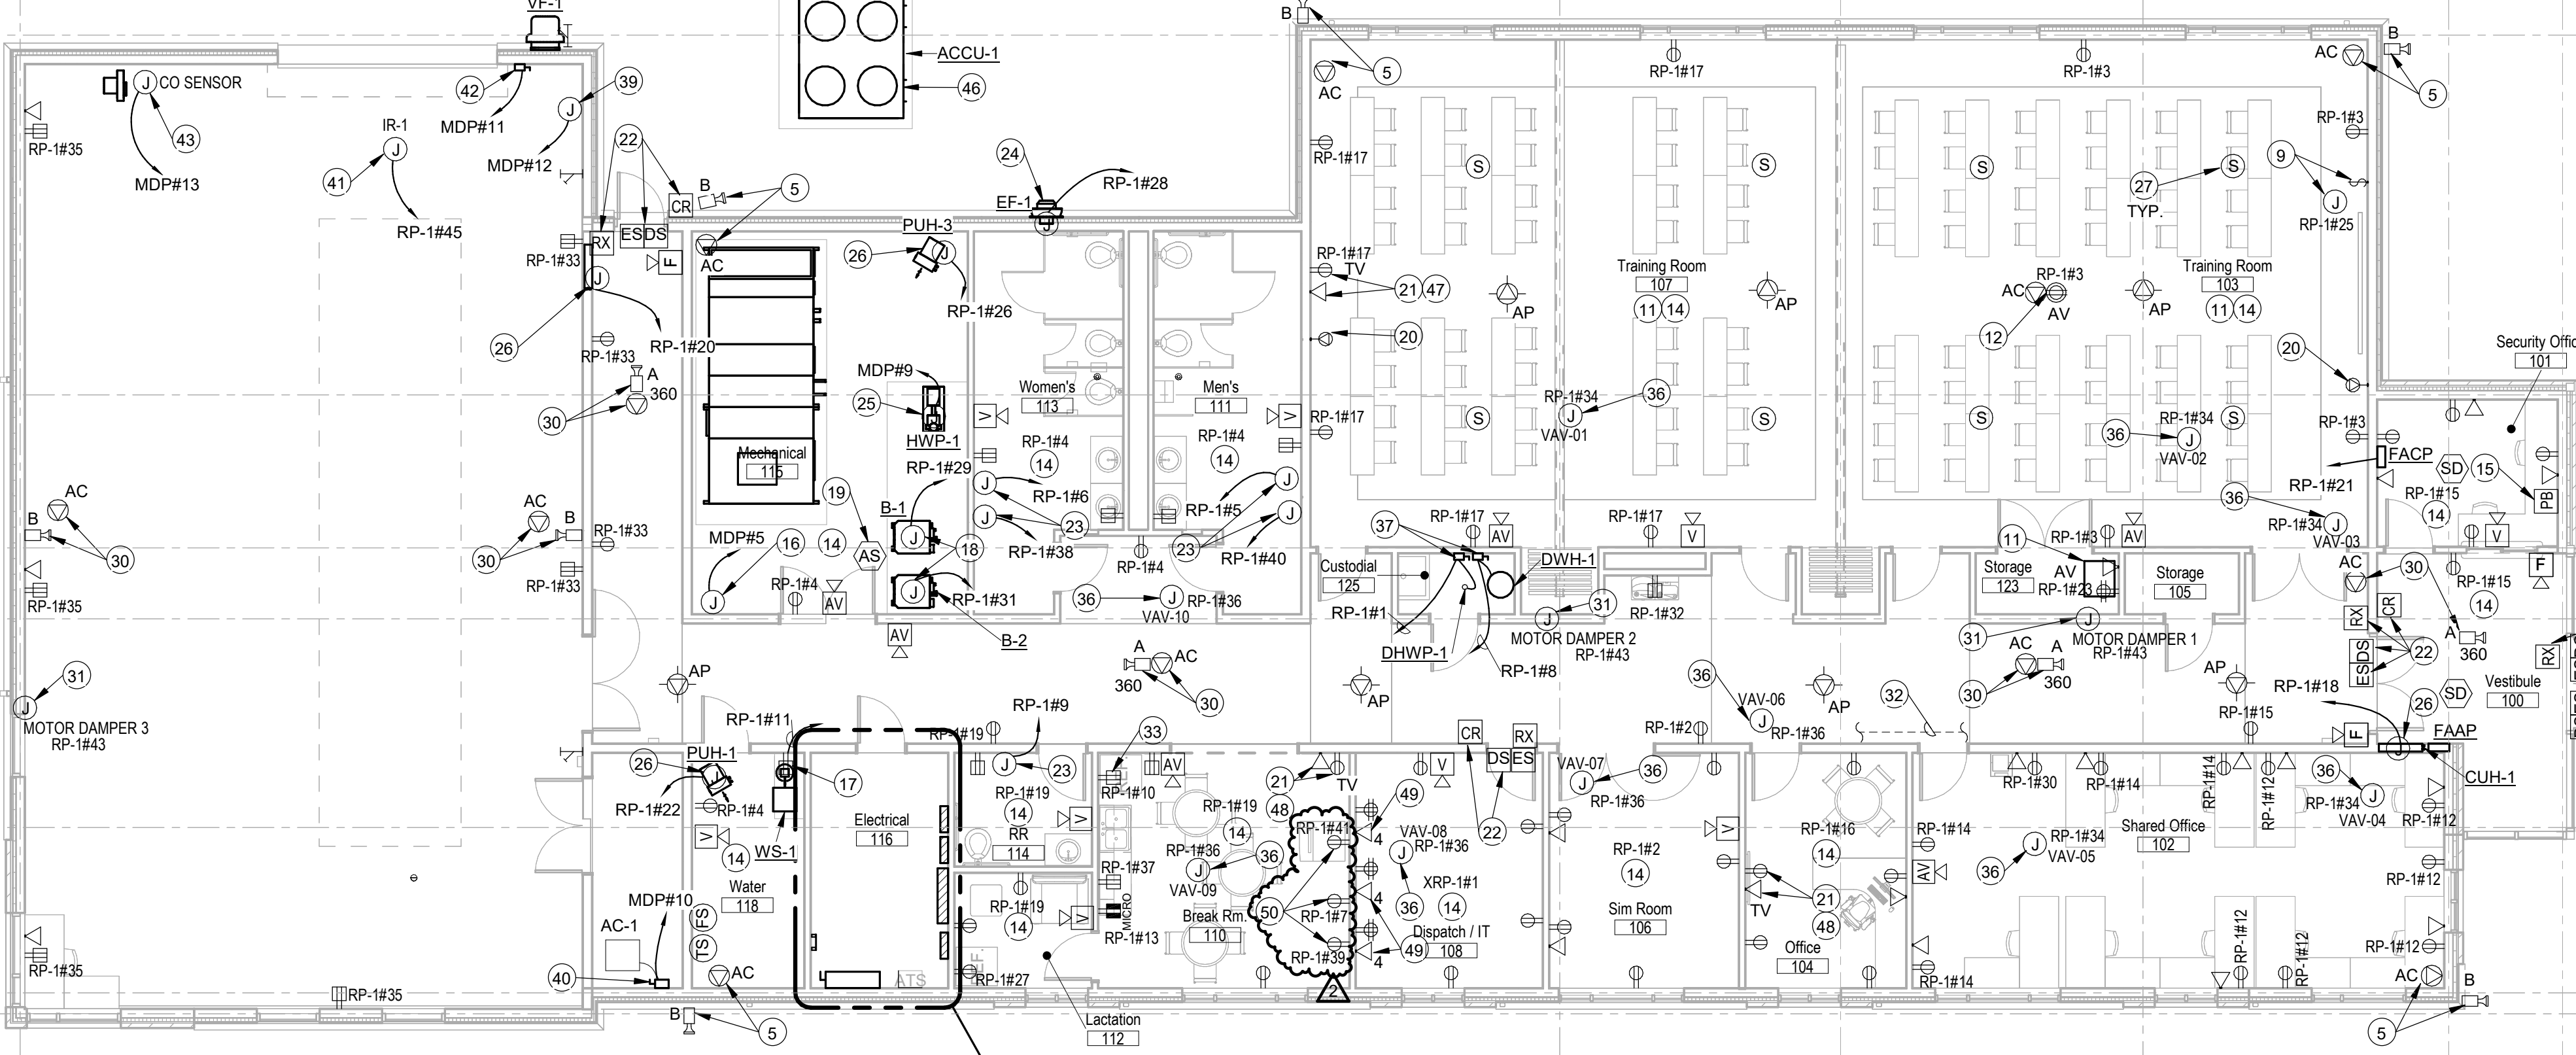 VF-1
B
5
AC
ACCU-1
46
J
CO SENSOR
42
39
J
MDP#11
MDP#12
43
MDP#13
RP-1#35
IR-1
J
41
RP-1#45
22
CR
B
5
RX
ES
DS
F
AC
RP-1#33
J
26
RP-1#20
RP-1#33
A
360
30
24
EF-1
J
RP-1#28
PUH-3
J
26
RP-1#26
MDP#9
25
HWP-1
Mechanical
115
RP-1#29
19
B-1
J
18
AS
14
16
MDP#5
J
RP-1#4
AV
J
RP-1#31
B-2
AV
Women's
113
V
RP-1#4
14
J
RP-1#6
J
23
RP-1#38
Men's
111
V
RP-1#4
14
J
RP-1#5
J
23
RP-1#40
RP-1#4
36
J
RP-1#36
VAV-10
AC
B
30
RP-1#35
AC
B
30
RP-1#33
RP-1#33
31
J
MOTOR DAMPER 3
RP-1#43
RP-1#35
RP-1#35
RP-1#17
RP-1#3
B
AC
5
RP-1#17
S
S
RP-1#17
TV
21
47
AP
Training Room
107
11
14
AP
20
RP-1#34
J
36
VAV-01
RP-1#17
S
S
S
27
TYP.
S
RP-1#3
9
J
RP-1#25
RP-1#3
AC
AV
12
AP
Training Room
103
11
14
20
Security Offic
101
S
36
RP-1#34
J
VAV-02
S
RP-1#3
FACP
SD
15
PB
RP-1#21
RP-1#15
14
V
36
RP-1#34
J
VAV-03
37
RP-1#17
AV
RP-1#17
V
Custodial
125
DWH-1
RP-1#1
DHWP-1
RP-1#8
31
J
MOTOR DAMPER 2
RP-1#43
RP-1#32
11
RP-1#3
AV
Storage
123
AV
RP-1#23
Storage
105
31
J
MOTOR DAMPER 1
RP-1#43
AC
30
RP-1#15
14
F
CR
RX
A
360
22
DS
ES
RX
SD
Vestibule
100
AP
A
360
AC
30
AP
36
VAV-06
J
RP-1#36
AP
32
AC
A
360
30
AP
RP-1#18
RP-1#15
F
26
FAAP
J
CUH-1
RP-1#11
PUH-1
26
J
RP-1#22
RP-1#4
17
V
14
WS-1
Water
118
MDP#10
FS
TS
AC-1
40
AC
B
5
Electrical
116
ATS
RP-1#19
RP-1#9
J
23
RP-1#19
14
V
RR
114
RP-1#19
14
V
RP-1#27
Lactation
112
33
RP-1#10
AV
RP-1#19
14
RP-1#37
RP-1#36
J
36
VAV-09
MICRO
RP-1#13
Break Rm.
110
21
TV
48
RP-1#41
50
RP-1#7
RP-1#39
2
49
4
4
4
49
V
CR
DS
ES
RX
22
VAV-08
J
RP-1#36
36
XRP-1#1
14
Dispatch / IT
108
VAV-07
J
RP-1#36
36
RP-1#2
RP-1#2
14
Sim Room
106
V
RP-1#16
14
TV
21
48
Office
104
RP-1#14
AV
RP-1#14
RP-1#30
RP-1#14
RP-1#14
RP-1#12
36
J
RP-1#34
VAV-05
Shared Office
102
36
RP-1#34
J
VAV-04
RP-1#12
RP-1#12
RP-1#12
RP-1#12
RP-1#12
AC
B
5